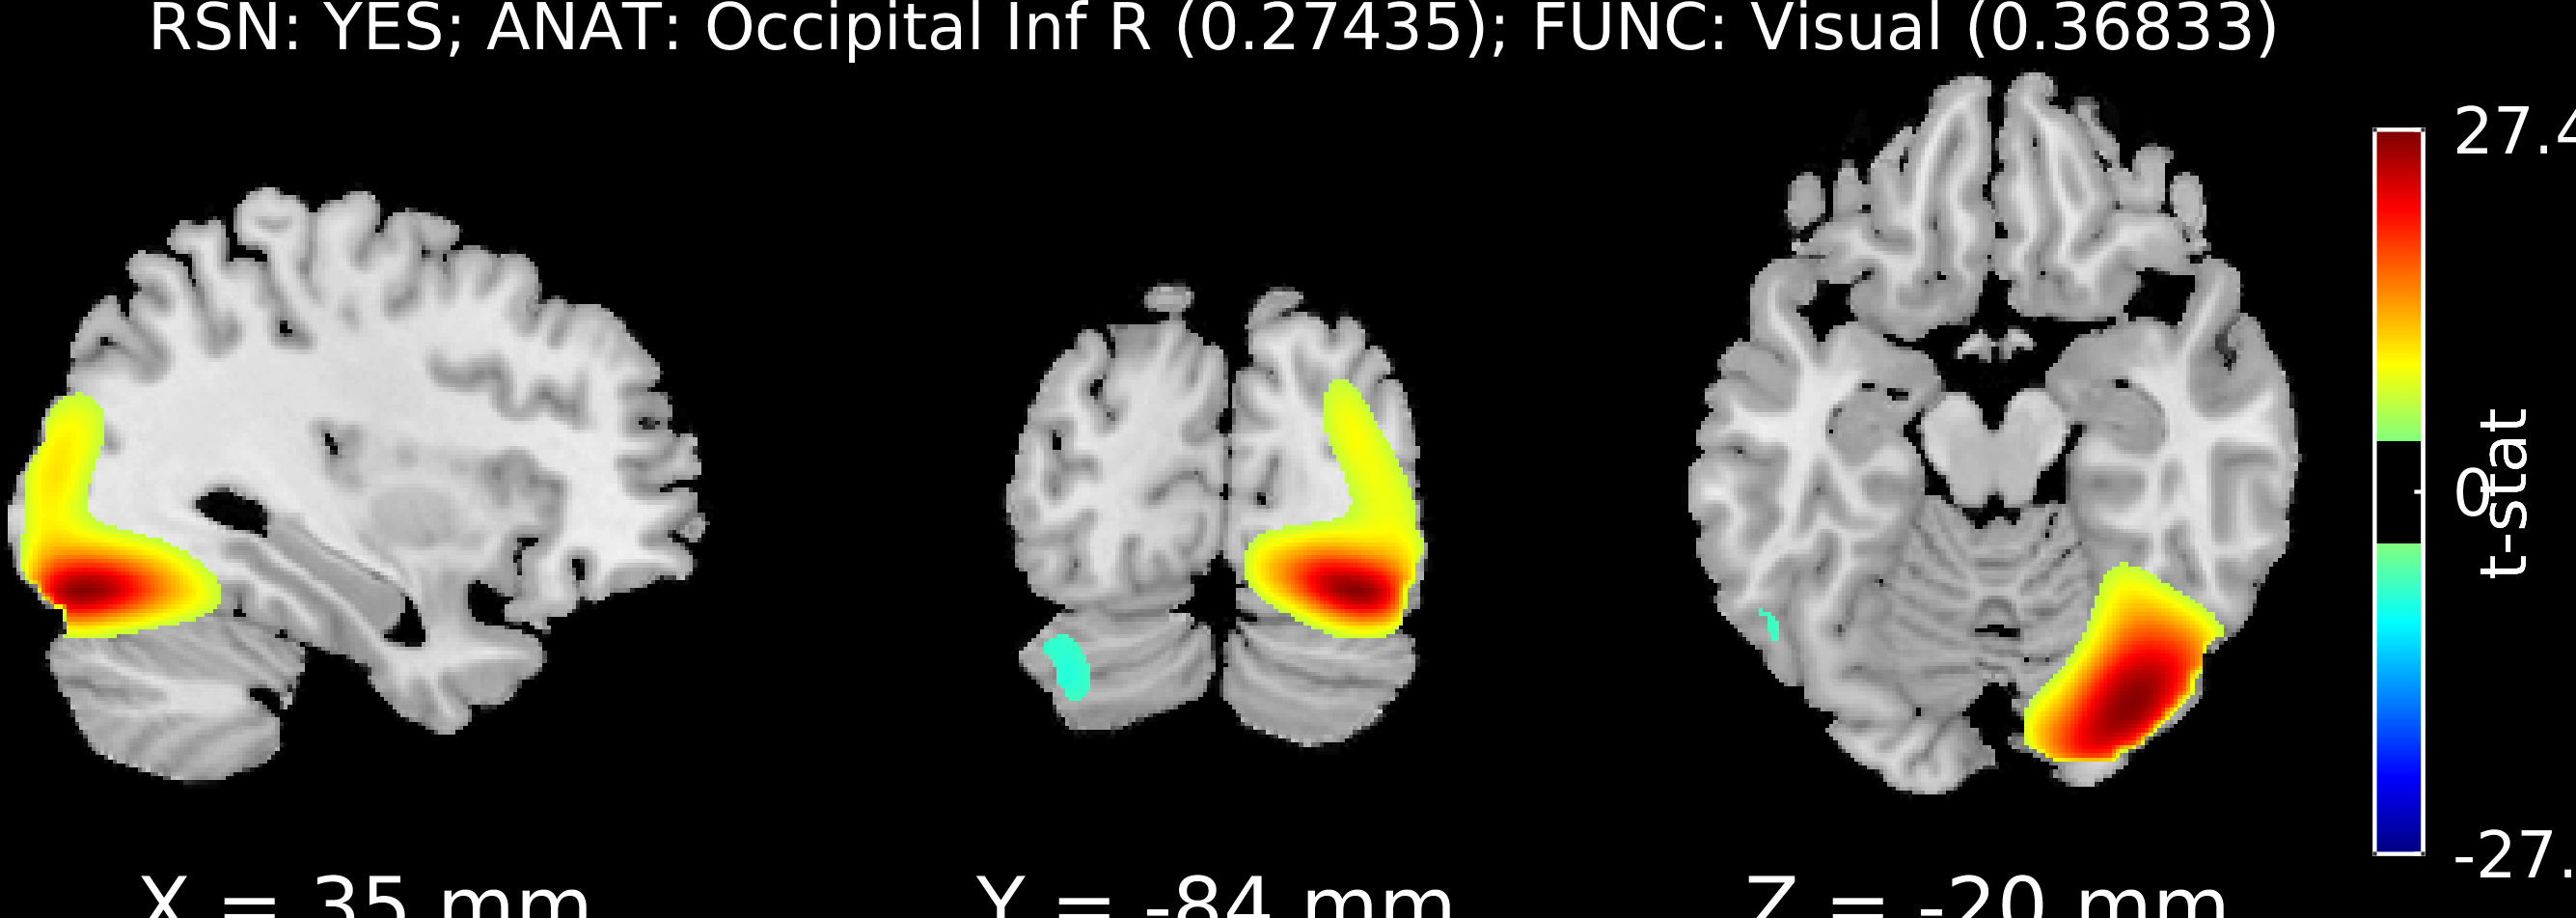 RSN: YES; ANAT: Occipital Inf R (0.27435); FUNC: Visual (0.36833)
27.4
0
t-stat
-27.
X = 35 mm
Y = -84 mm
Z = -20 mm